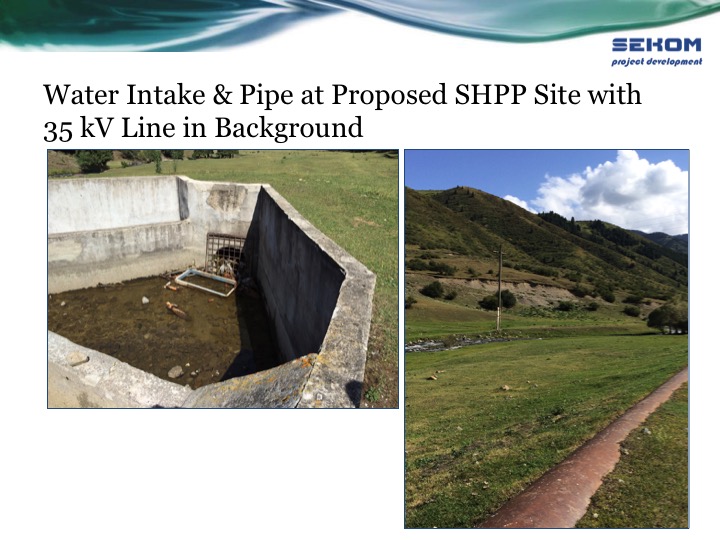 SEKOM
project development
Water Intake & Pipe at Proposed SHPP Site with
35 kV Line in Background